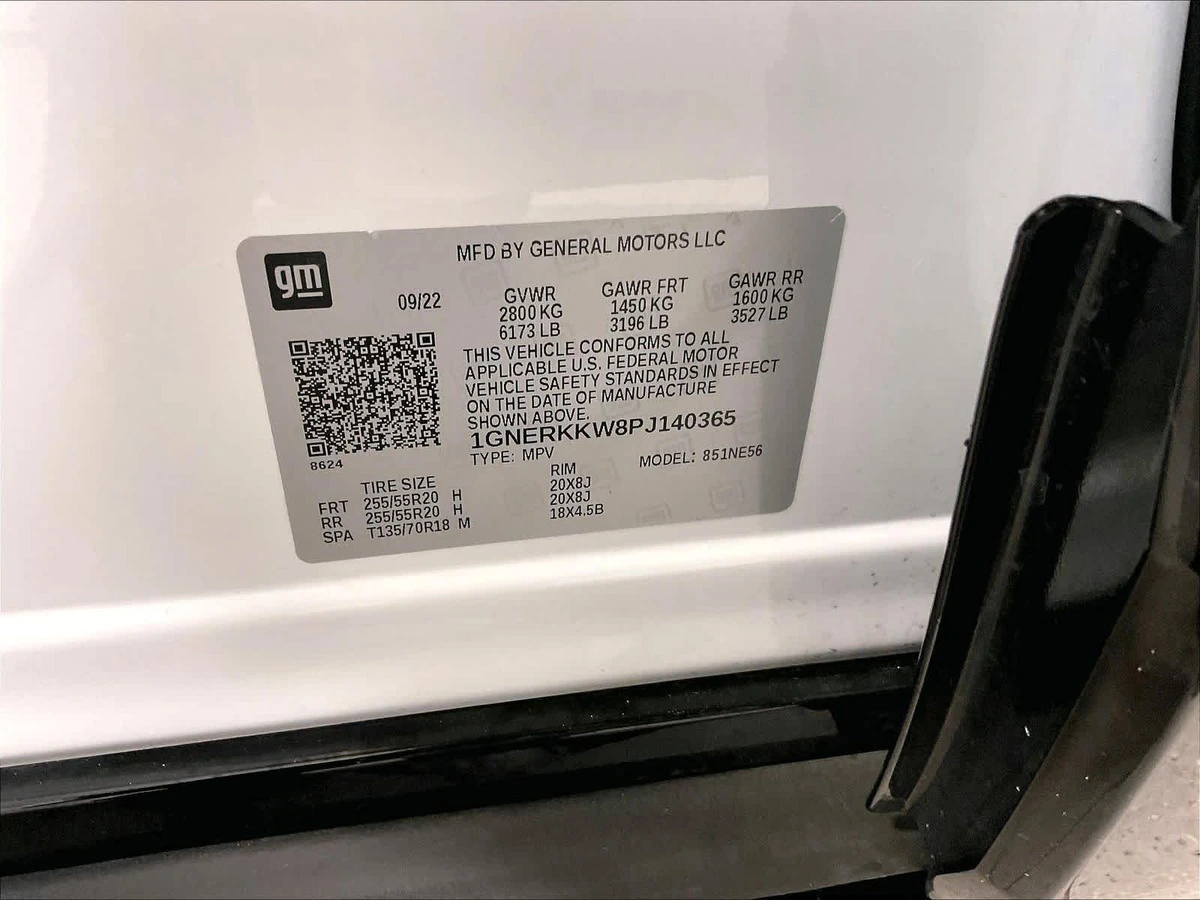 MFD BY GENERAL MOTORS LLC
gm
09/22
GVWR GAWR FRT GAWR RR
2800 KG 1450 KG 1600 KG
6173 LB 3196 LB 3527 LB
THIS VEHICLE CONFORMS TO ALL
APPLICABLE U.S. FEDERAL MOTOR
VEHICLE SAFETY STANDARDS IN EFFECT
ON THE DATE OF MANUFACTURE
SHOWN ABOVE.
1GNERKKW8PJ140365
8624
TYPE: MPV MODEL: 851NE56
TIRE SIZE RIM
FRT 255/55R20 H 20X8J
RR 255/55R20 H 20X8J
SPA T135/70R18 M 18X4.5B